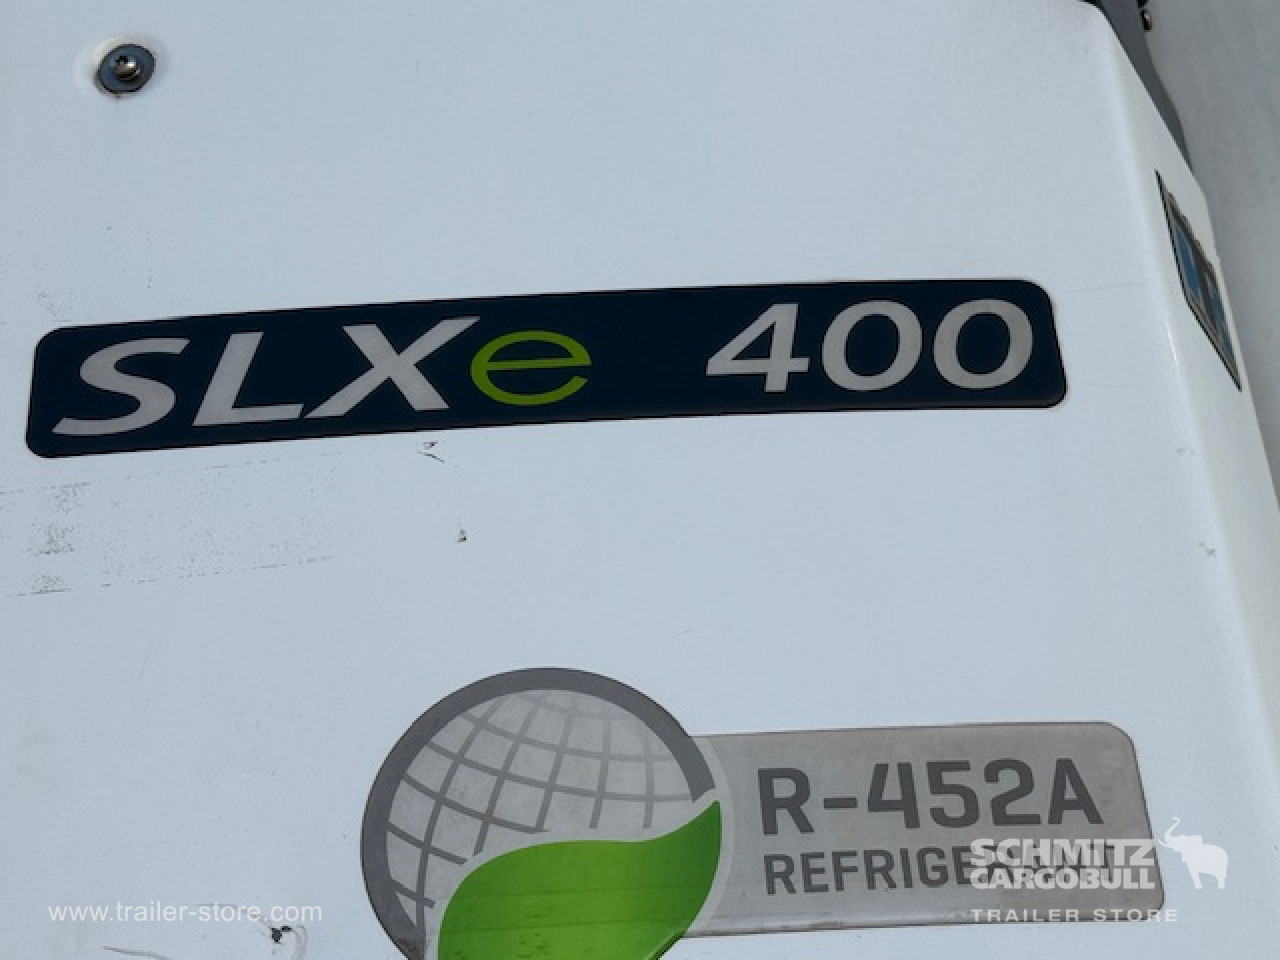 SLXe 400
R-452A
SCHMITZ
CARGOBULL
www.trailer-store.com
TRAILER STORE